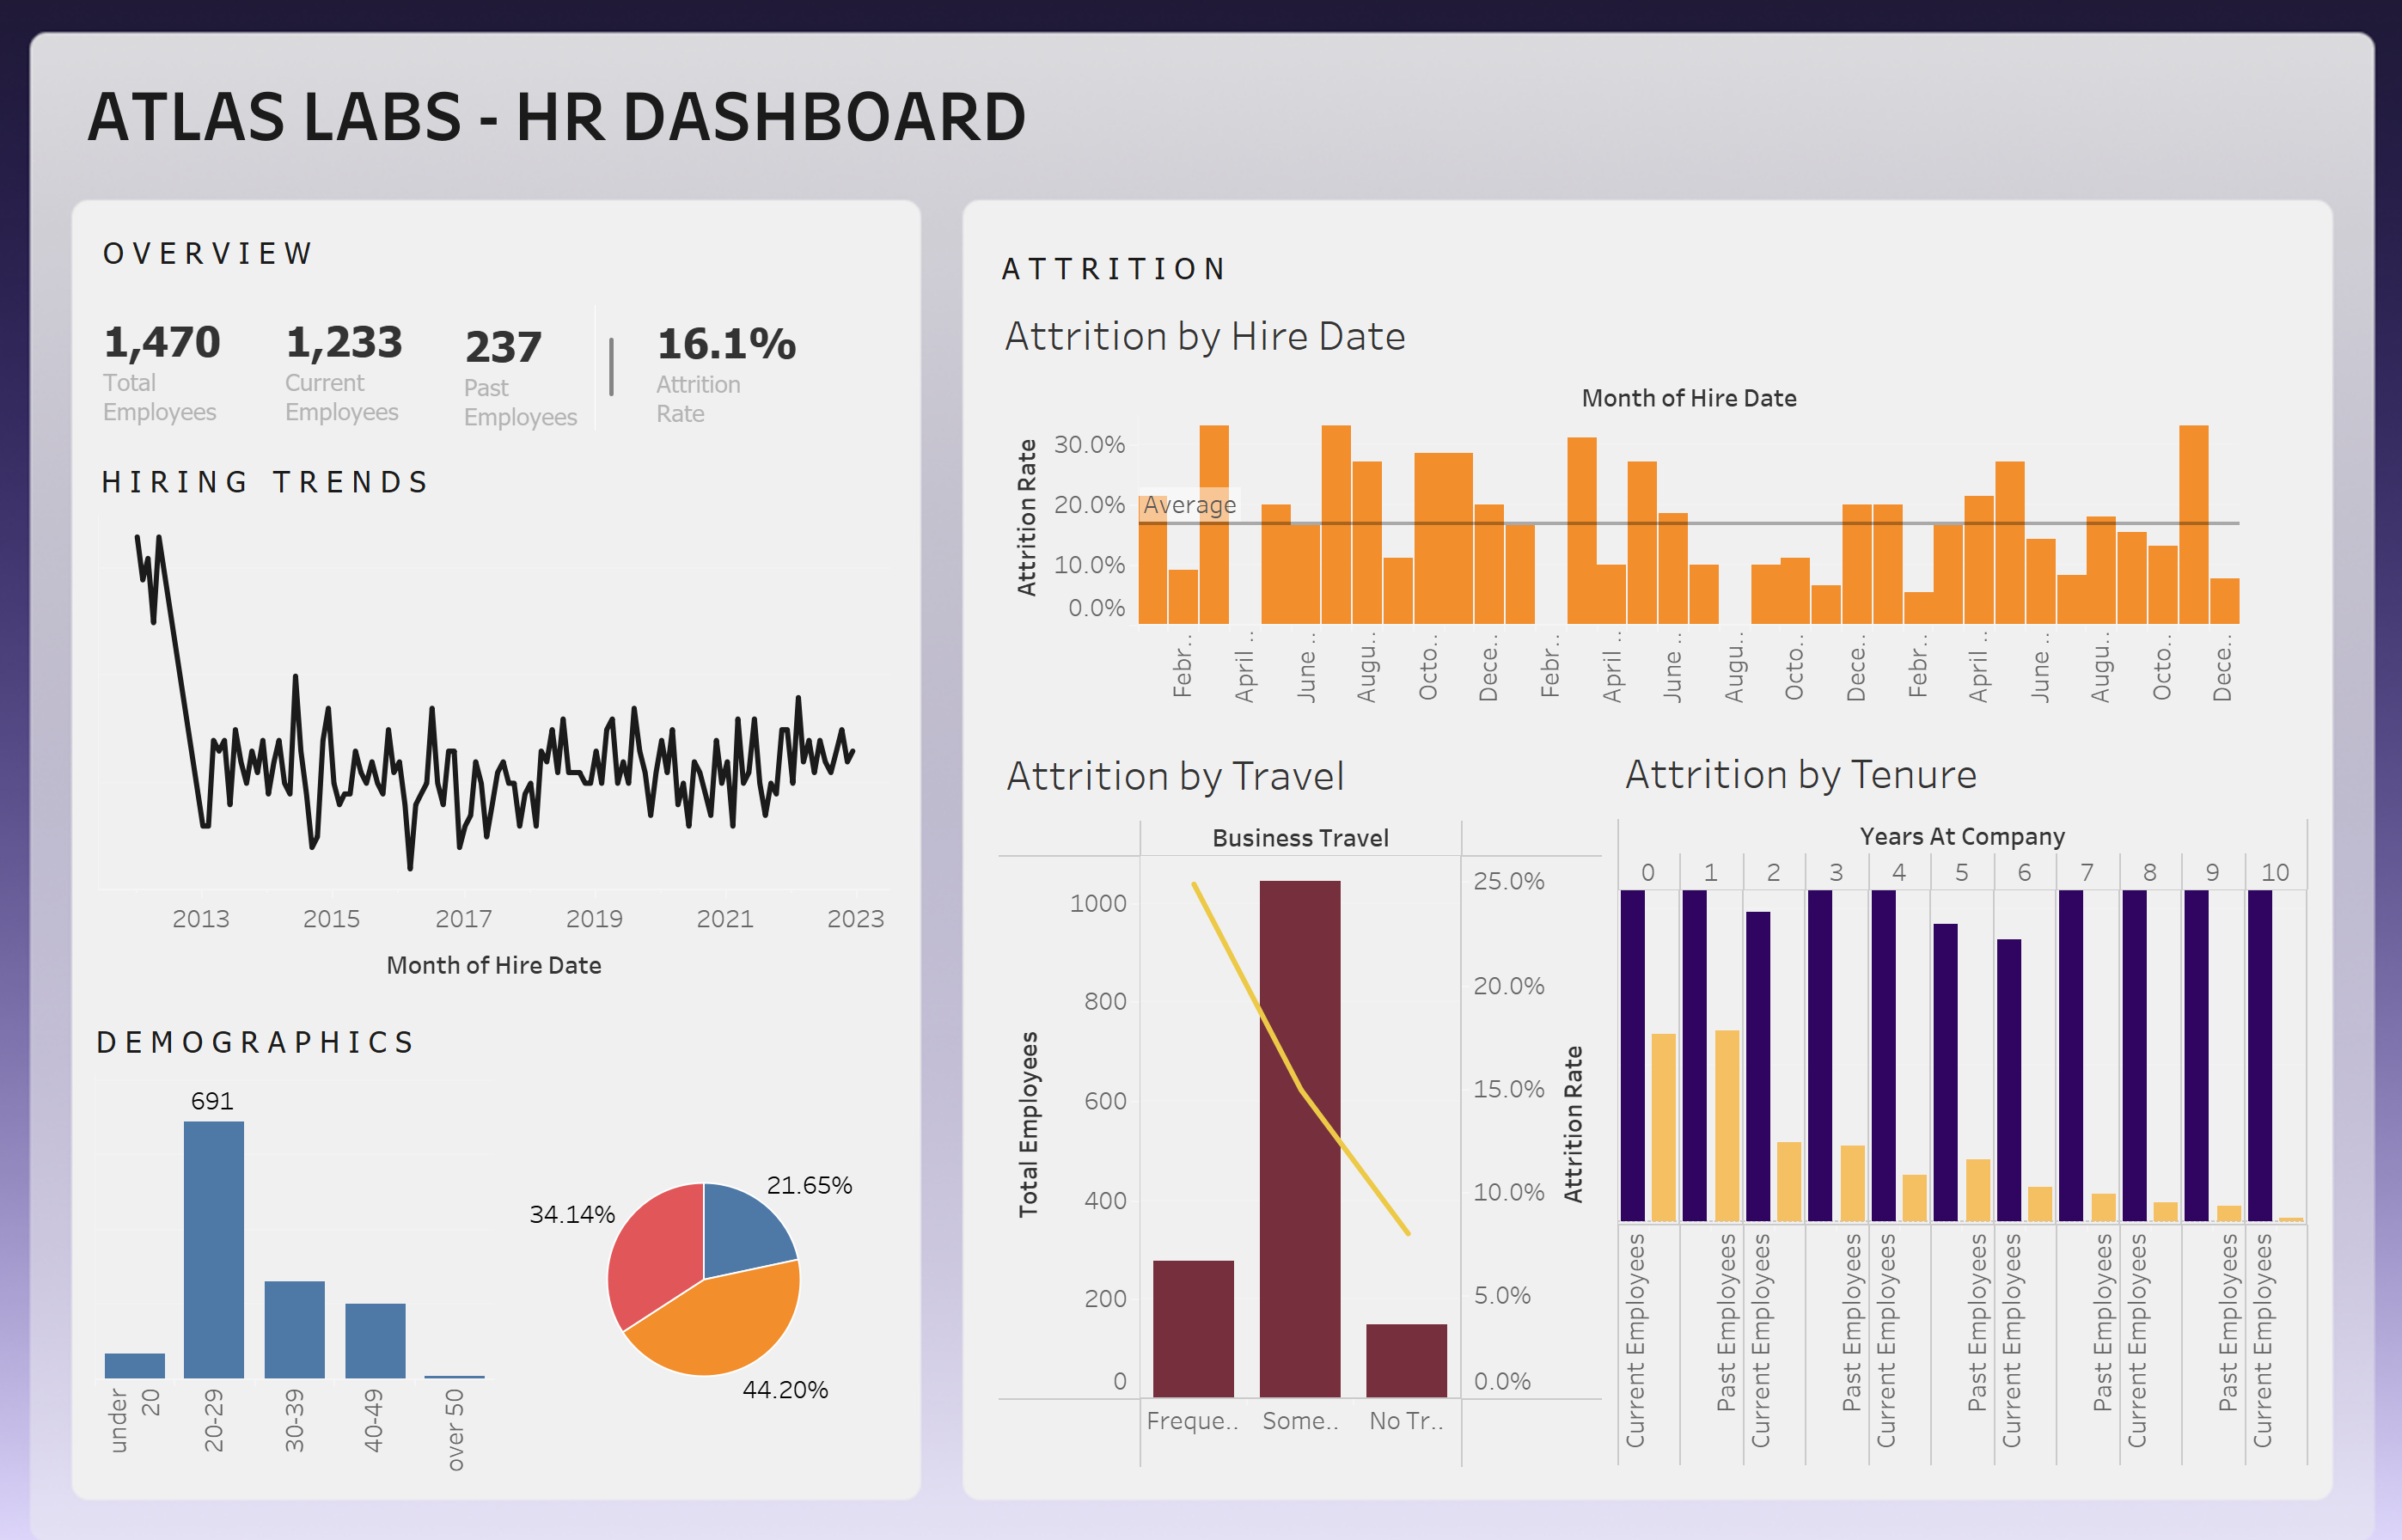 ATLAS LABS - HR DASHBOARD
OVERVIEW
1,470
Total
Employees
1,233
Current
Employees
237
Past
Employees
16.1%
Attrition
Rate
HIRING TRENDS
2013
2015
2017
2019
2021
2023
Month of Hire Date
DEMOGRAPHICS
691
under
20
20-29
30-39
40-49
over 50
21.65%
34.14%
44.20%
ATTRITION
Attrition by Hire Date
Month of Hire Date
Attrition Rate
30.0%
20.0%
10.0%
0.0%
Average
Febr..
April ..
June ..
Augu..
Octo..
Dece..
Febr..
April ..
June ..
Augu..
Octo..
Dece..
Febr..
April ..
June ..
Augu..
Octo..
Dece..
Attrition by Travel
Business Travel
Total Employees
1000
800
600
400
200
0
25.0%
20.0%
15.0%
10.0%
5.0%
0.0%
Attrition Rate
Freque..
Some..
No Tr..
Attrition by Tenure
Years At Company
0
1
2
3
4
5
6
7
8
9
10
Current Employees
Past Employees
Current Employees
Past Employees
Current Employees
Past Employees
Current Employees
Past Employees
Current Employees
Past Employees
Current Employees